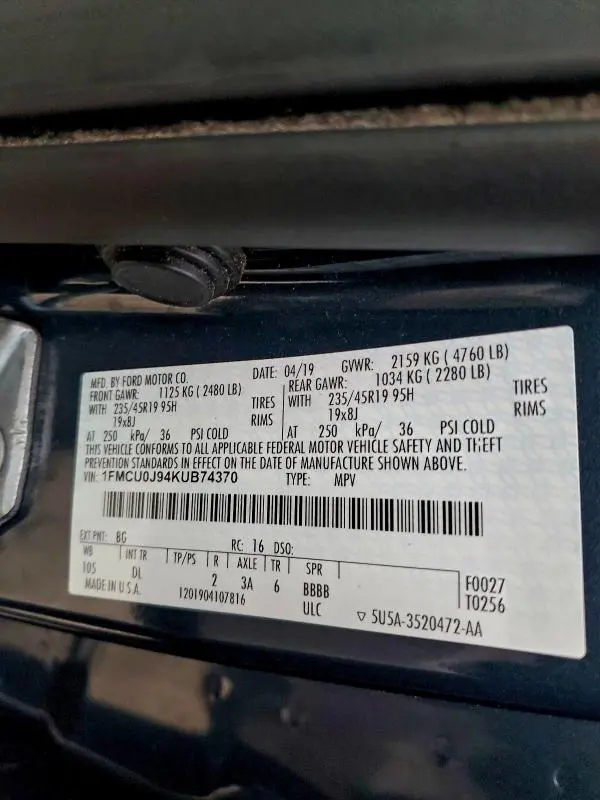 MFD. BY FORD MOTOR CO.
DATE: 04/19 GVWR: 2159 KG ( 4760 LB)
FRONT GAWR: 1125 KG ( 2480 LB)
REAR GAWR: 1034 KG ( 2280 LB)
WITH 235/45R19 95H TIRES
WITH 235/45R19 95H TIRES
19x8J RIMS
19x8J RIMS
AT 250 kPa/ 36 PSI COLD
AT 250 kPa/ 36 PSI COLD
THIS VEHICLE CONFORMS TO ALL APPLICABLE FEDERAL MOTOR VEHICLE SAFETY AND THEFT
PREVENTION STANDARDS IN EFFECT ON THE DATE OF MANUFACTURE SHOWN ABOVE.
VIN: 1FMCU0J94KUB74370 TYPE: MPV
EXT PNT: BG RC: 16 DSO:
WB INT TR TP/PS R AXLE TR SPR
105 DL 2 3A 6 BBBB
F0027
MADE IN U.S.A. 1201904107816 ULC
T0256
▽ 5U5A-3520472-AA